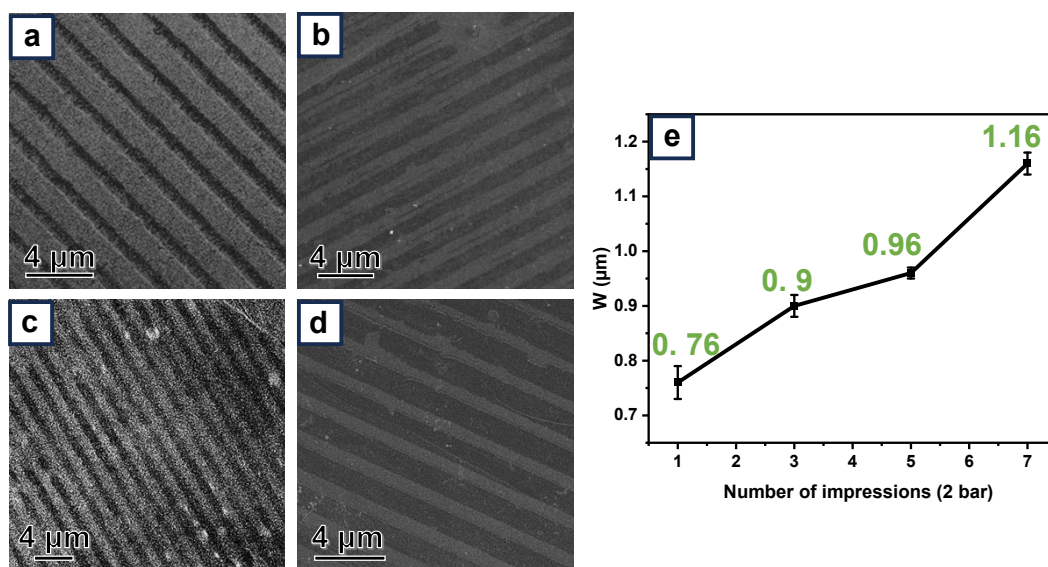 a
4 µm
b
4 µm
c
4 µm
d
4 µm
e
1.2
1.1
1.0
0.9
0.8
0.7
W (µm)
0. 76
0. 9
0.96
1.16
1 2 3 4 5 6 7
Number of impressions (2 bar)